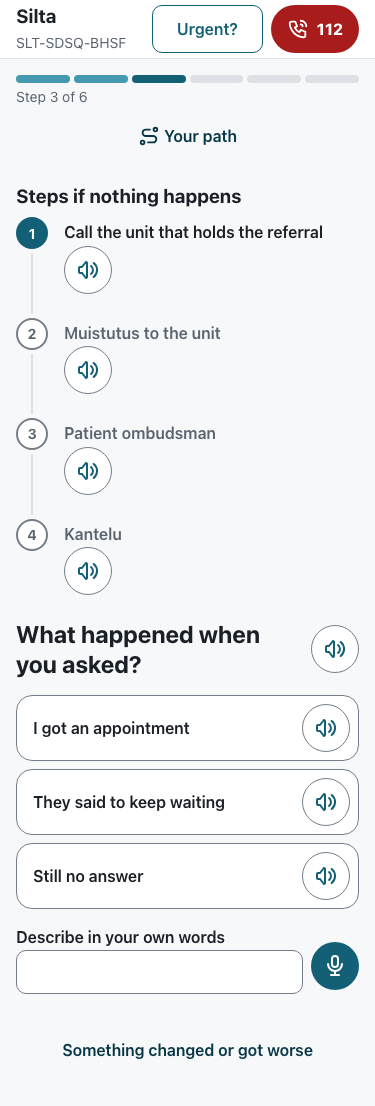 Silta
SLT-SDSQ-BHSF
Urgent?
112
Step 3 of 6
Your path
Steps if nothing happens
1
Call the unit that holds the referral
2
Muistutus to the unit
3
Patient ombudsman
4
Kantelu
What happened when
you asked?
I got an appointment
They said to keep waiting
Still no answer
Describe in your own words
Something changed or got worse